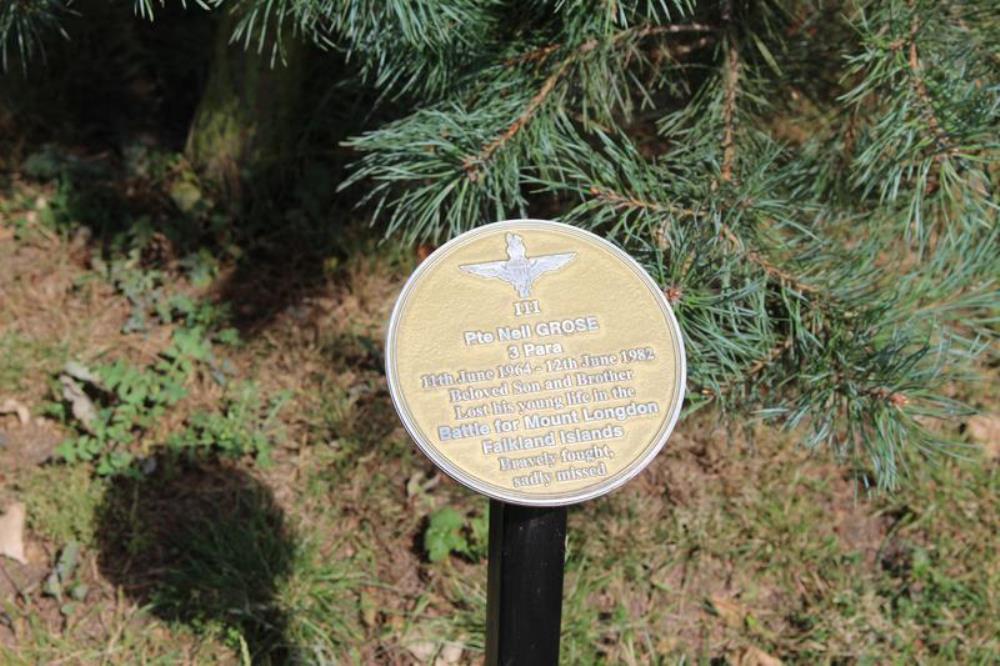 III
Pte Neil GROSE
3 Para
11th June 1964 - 12th June 1982
Beloved Son and Brother
Lost his young life in the
Battle for Mount Longdon
Falkland Islands
Bravely fought,
sadly missed